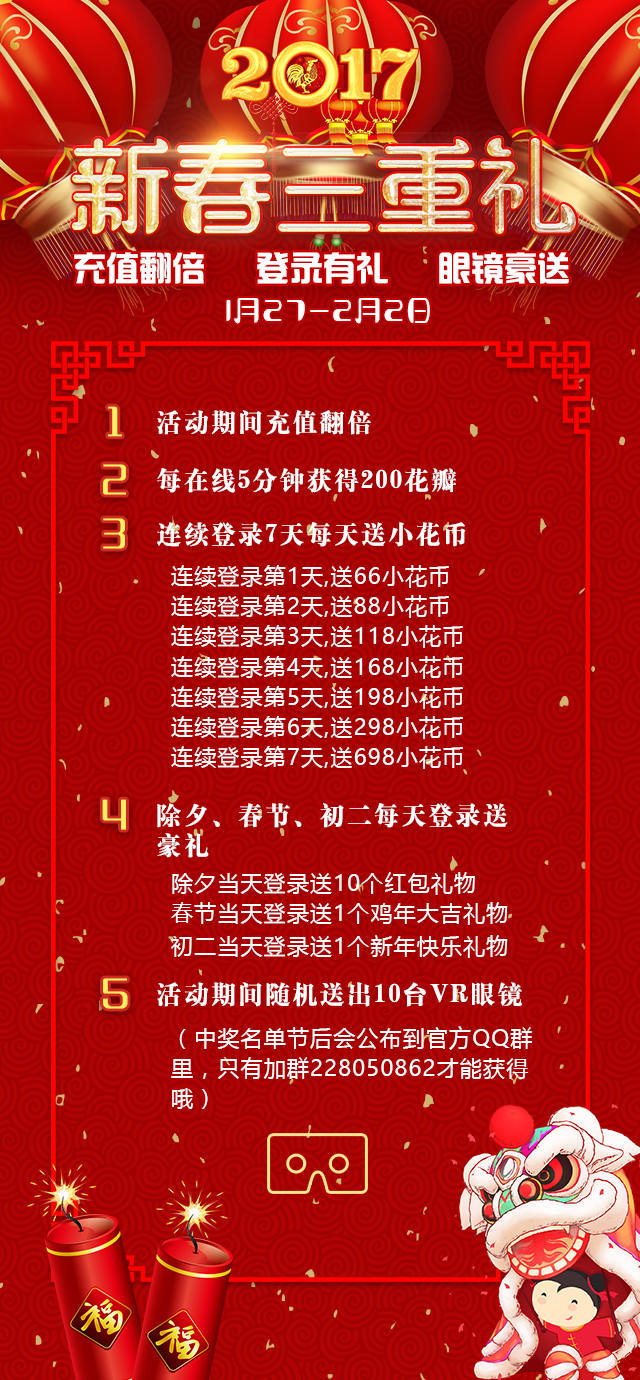 2017
新春三重礼
充值翻倍 登录有礼 眼镜豪送
1月27-2月2日
1 活动期间充值翻倍
2 每在线5分钟获得200花瓣
3 连续登录7天每天送小花币
连续登录第1天,送66小花币
连续登录第2天,送88小花币
连续登录第3天,送118小花币
连续登录第4天,送168小花币
连续登录第5天,送198小花币
连续登录第6天,送298小花币
连续登录第7天,送698小花币
4 除夕、春节、初二每天登录送
豪礼
除夕当天登录送10个红包礼物
春节当天登录送1个鸡年大吉礼物
初二当天登录送1个新年快乐礼物
5 活动期间随机送出10台VR眼镜
（中奖名单节后会公布到官方QQ群
里，只有加群228050862才能获得
哦）
福
福